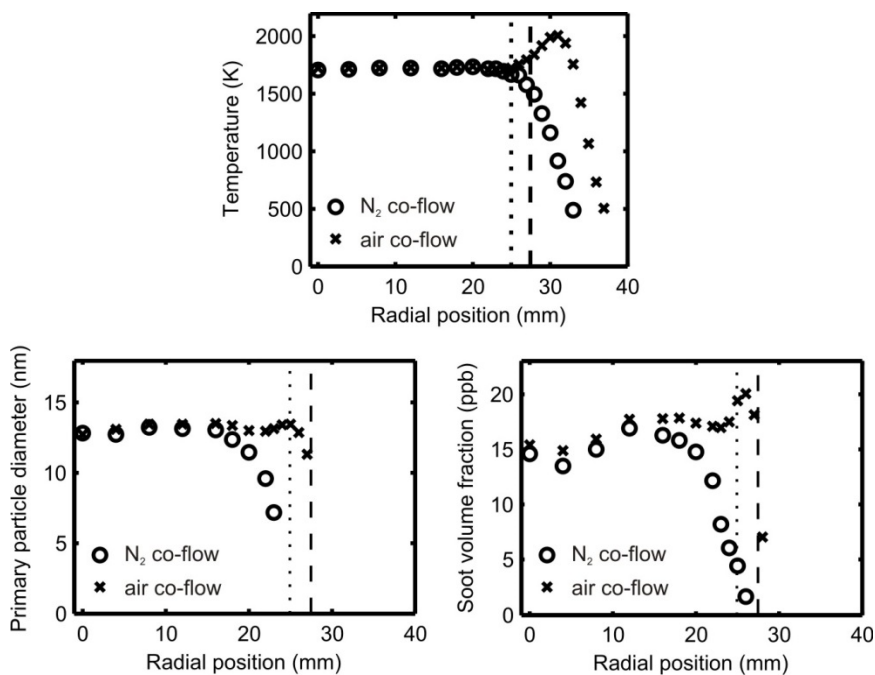 2000
1500
1000
500
0
Temperature (K)
N₂ co-flow
air co-flow
0
10
20
30
40
Radial position (mm)
15
10
5
0
Primary particle diameter (nm)
N₂ co-flow
air co-flow
0
10
20
30
40
Radial position (mm)
20
15
10
5
0
Soot volume fraction (ppb)
N₂ co-flow
air co-flow
0
10
20
30
40
Radial position (mm)